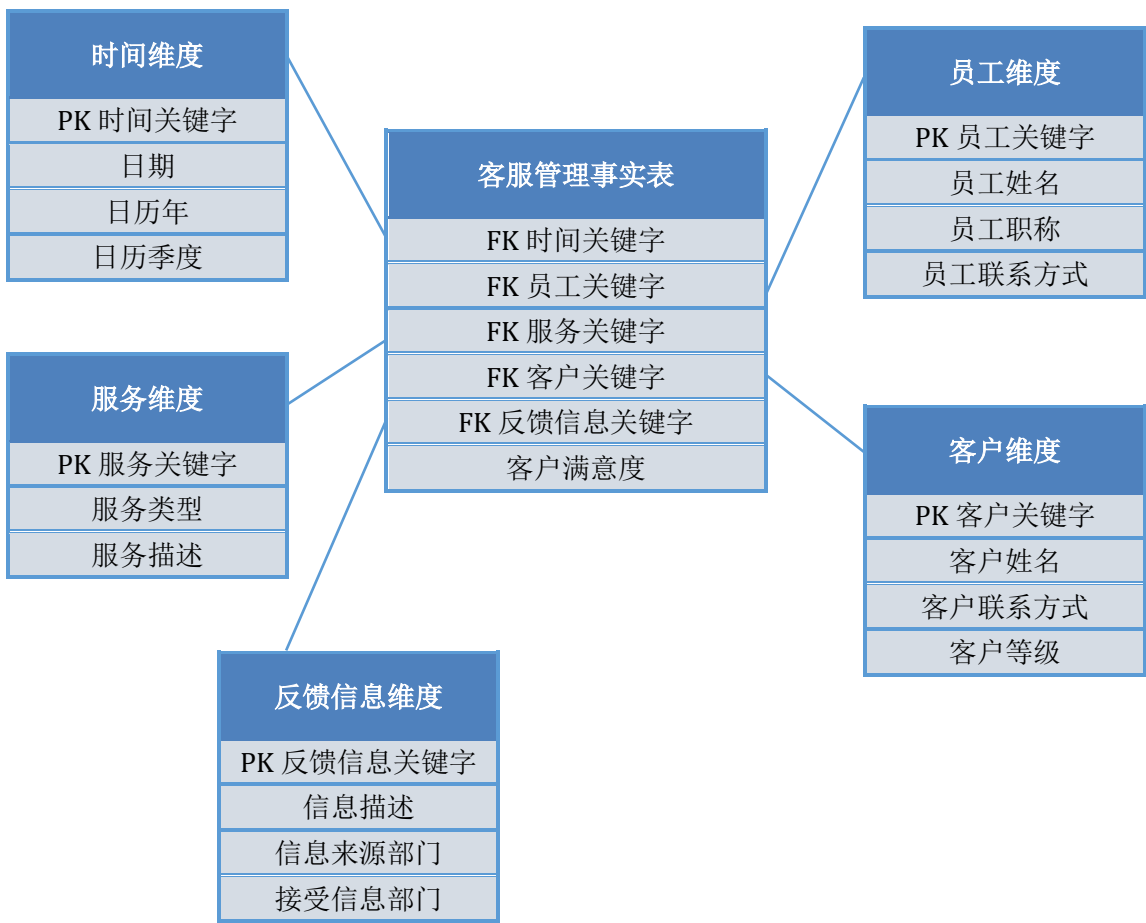 时间维度
PK 时间关键字
日期
日历年
日历季度
客服管理事实表
FK 时间关键字
FK 员工关键字
FK 服务关键字
FK 客户关键字
FK 反馈信息关键字
客户满意度
员工维度
PK 员工关键字
员工姓名
员工职称
员工联系方式
服务维度
PK 服务关键字
服务类型
服务描述
客户维度
PK 客户关键字
客户姓名
客户联系方式
客户等级
反馈信息维度
PK 反馈信息关键字
信息描述
信息来源部门
接受信息部门